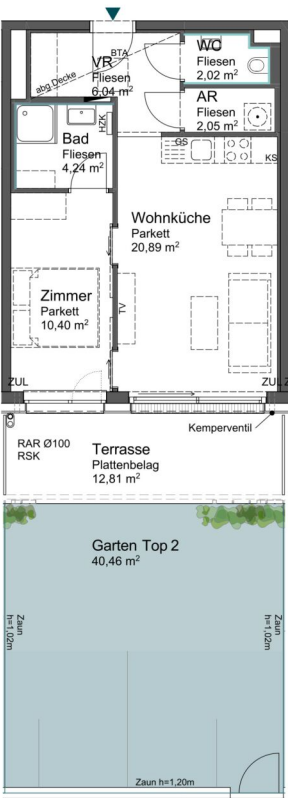 VR
BTA
Fliesen
6,04 m²
abg Decke
WC
Fliesen
2,02 m²
AR
Fliesen
2,05 m²
HZK
Bad
Fliesen
4,24 m²
GS
KS
Wohnküche
Parkett
20,89 m²
Zimmer
Parkett
10,40 m²
TV
ZUL
ZUL
Kemperventil
RAR Ø100
RSK
Terrasse
Plattenbelag
12,81 m²
Garten Top 2
40,46 m²
Zaun
h=1,02m
Zaun
h=1,02m
Zaun h=1,20m